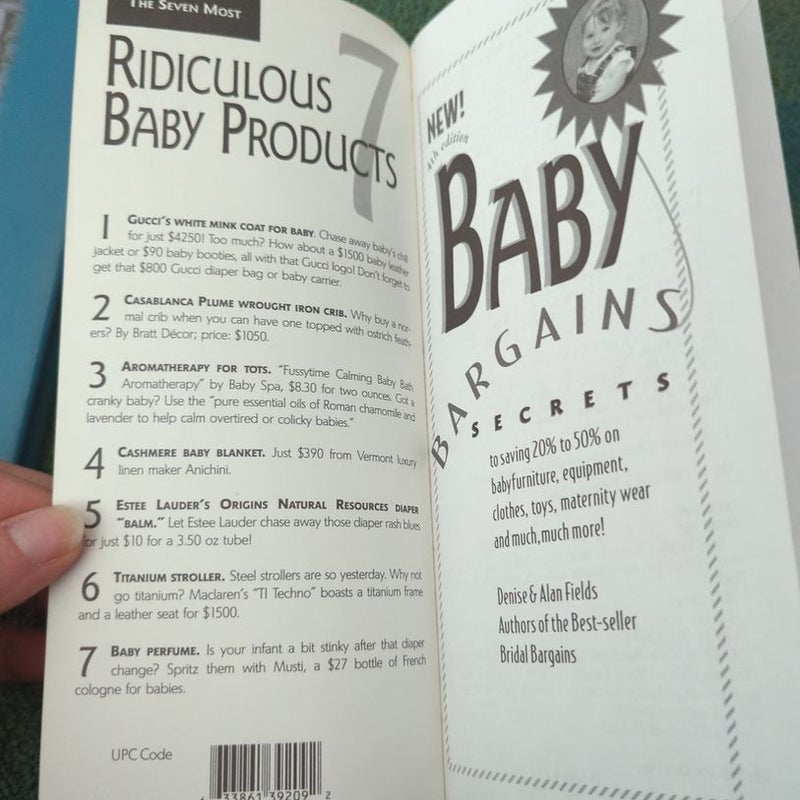 THE SEVEN MOST
RIDICULOUS
BABY PRODUCTS
7
1 GUCCI'S WHITE MINK COAT FOR BABY. Chase away baby's chill
for just $4250! Too much? How about a $1500 baby leather
jacket or $90 baby booties, all with that Gucci logo! Don't forget to
get that $800 Gucci diaper bag or baby carrier.
2 CASABLANCA PLUME WROUGHT IRON CRIB. Why buy a nor-
mal crib when you can have one topped with ostrich feath-
ers? By Bratt Décor; price: $1050.
3 AROMATHERAPY FOR TOTS. "Fussytime Calming Baby Bath
Aromatherapy" by Baby Spa, $8.30 for two ounces. Got a
cranky baby? Use the "pure essential oils of Roman chamomile and
lavender to help calm overtired or colicky babies."
4 CASHMERE BABY BLANKET. Just $390 from Vermont luxury
linen maker Anichini.
5 ESTEE LAUDER'S ORIGINS NATURAL RESOURCES DIAPER
"BALM." Let Estee Lauder chase away those diaper rash blues
for just $10 for a 3.50 oz tube!
6 TITANIUM STROLLER. Steel strollers are so yesterday. Why not
go titanium? Maclaren's "TI Techno" boasts a titanium frame
and a leather seat for $1500.
7 BABY PERFUME. Is your infant a bit stinky after that diaper
change? Spritz them with Musti, a $27 bottle of French
cologne for babies.
UPC Code
33861 39209 2
NEW!
4th edition
BABY
BARGAINS
SECRETS
to saving 20% to 50% on
babyfurniture, equipment,
clothes, toys, maternity wear
and much,much more!
Denise & Alan Fields
Authors of the Best-seller
Bridal Bargains